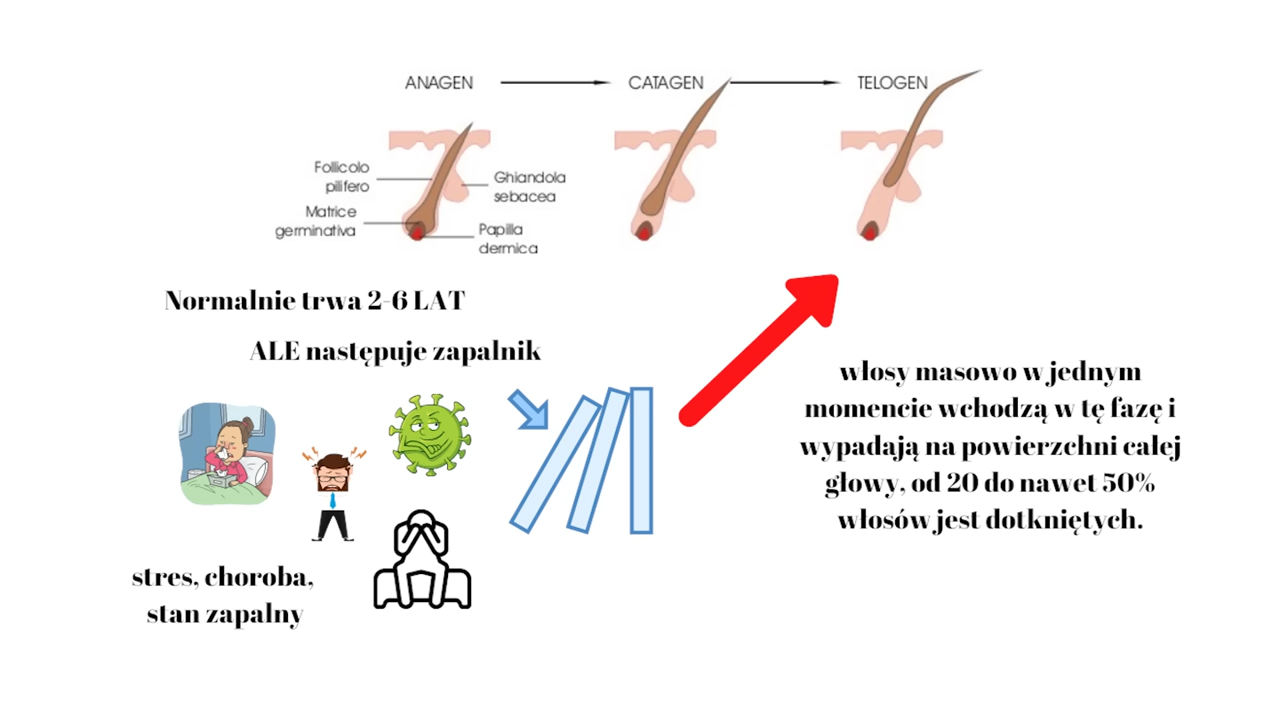 ANAGEN
CATAGEN
TELOGEN
Follicolo
pilifero
Ghiandola
sebacea
Matrice
germinativa
Papilla
dermica
Normalnie trwa 2-6 LAT
ALE następuje zapalnik
włosy masowo w jednym
momencie wchodzą w tę fazę i
wypadają na powierzchni całej
głowy, od 20 do nawet 50%
włosów jest dotkniętych.
stres, choroba,
stan zapalny